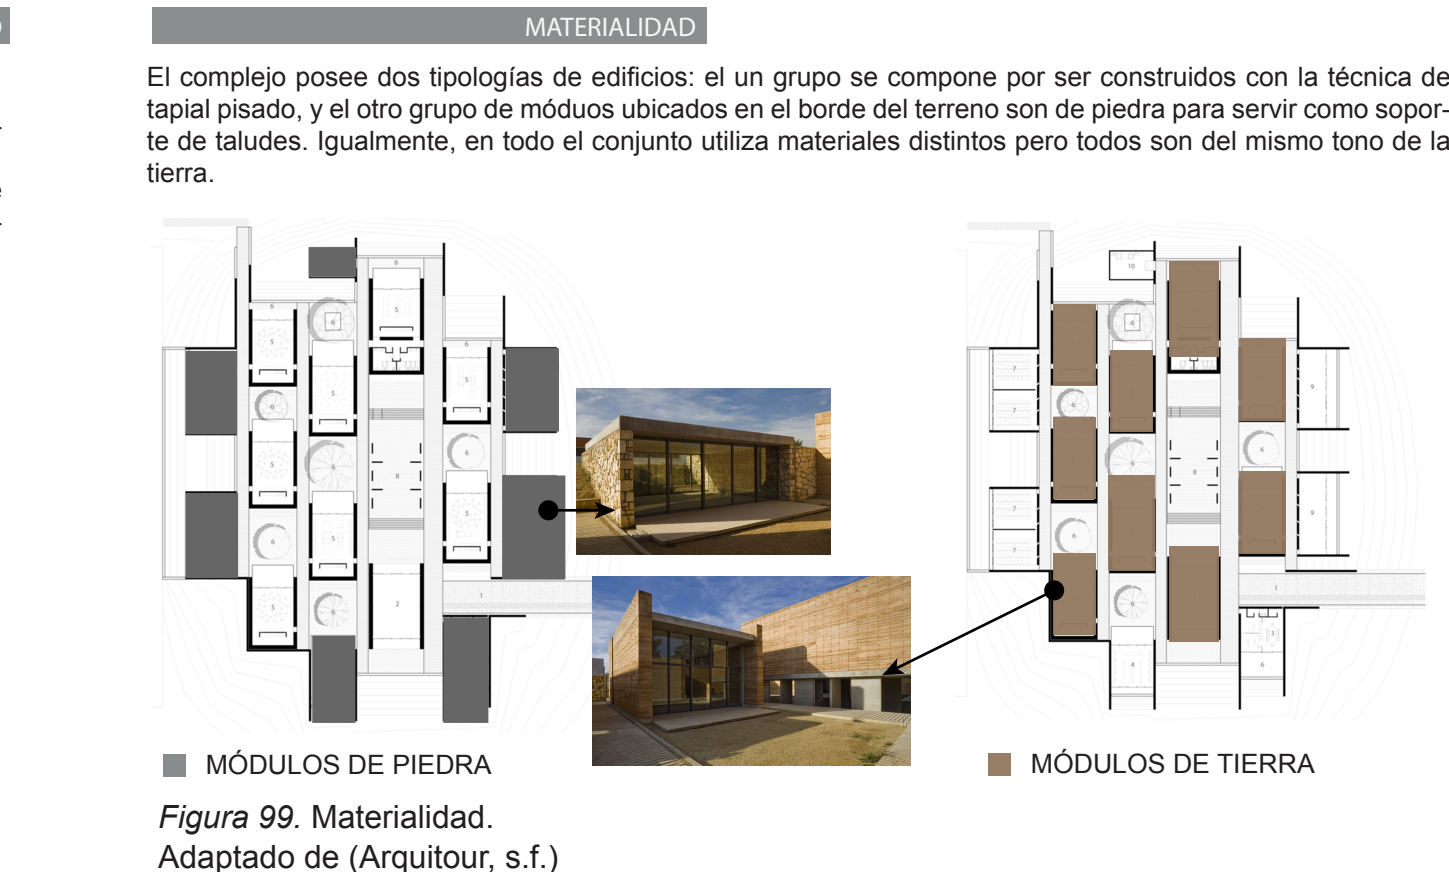 MATERIALIDAD
El complejo posee dos tipologías de edificios: el un grupo se compone por ser construidos con la técnica de
tapial pisado, y el otro grupo de móduos ubicados en el borde del terreno son de piedra para servir como sopor-
te de taludes. Igualmente, en todo el conjunto utiliza materiales distintos pero todos son del mismo tono de la
tierra.
MÓDULOS DE PIEDRA
MÓDULOS DE TIERRA
Figura 99. Materialidad.
Adaptado de (Arquitour, s.f.)